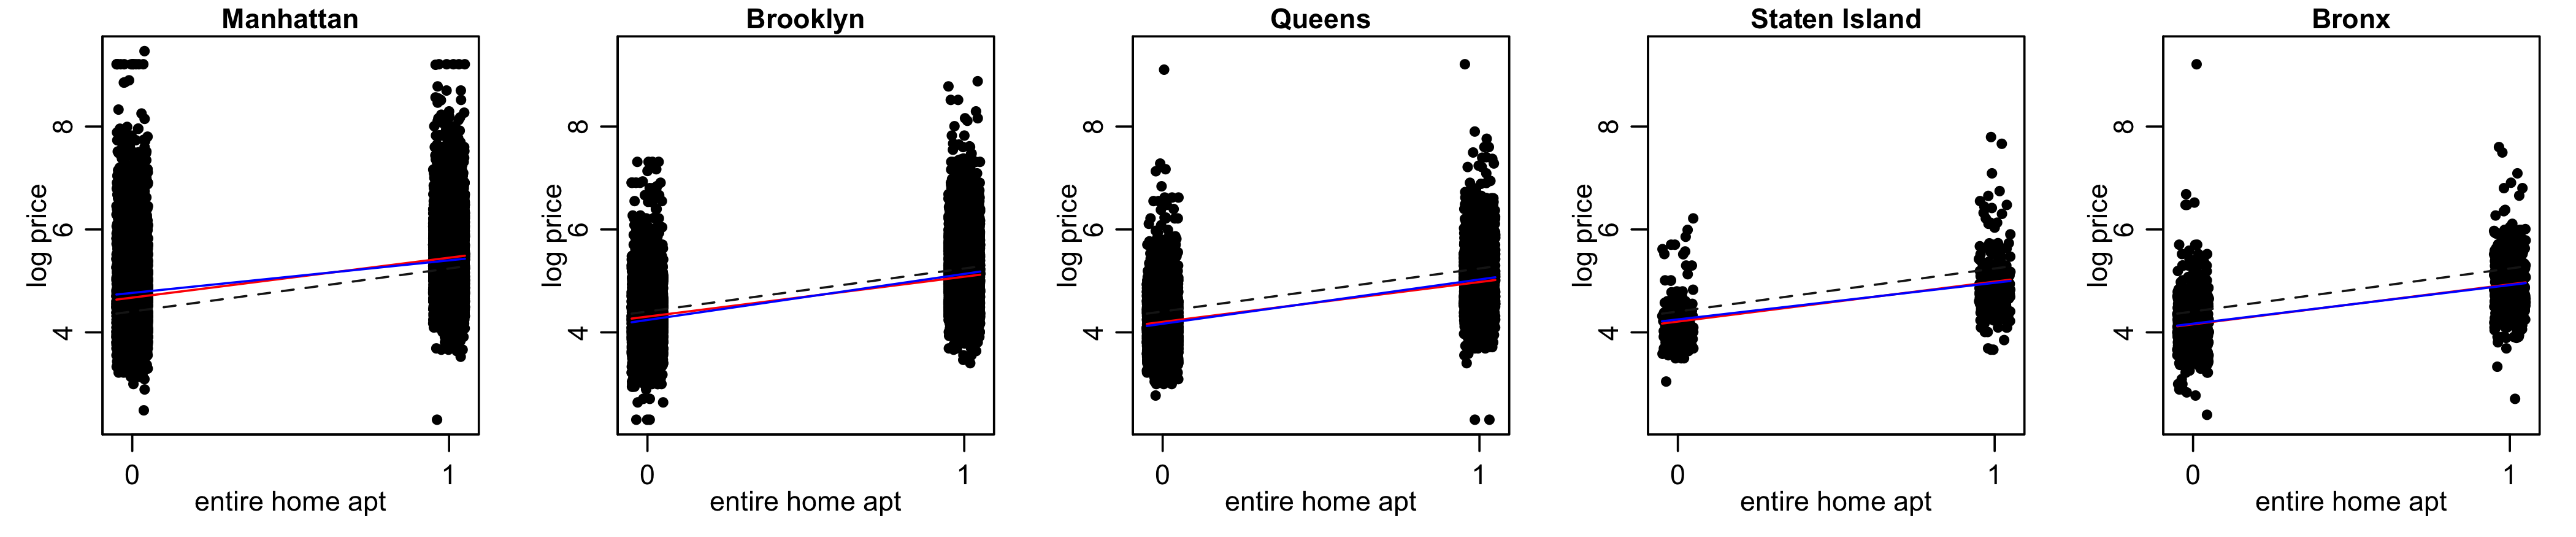 Manhattan
log price
8
6
4
0
1
entire home apt
Brooklyn
log price
8
6
4
0
1
entire home apt
Queens
log price
8
6
4
0
1
entire home apt
Staten Island
log price
8
6
4
0
1
entire home apt
Bronx
log price
8
6
4
0
1
entire home apt